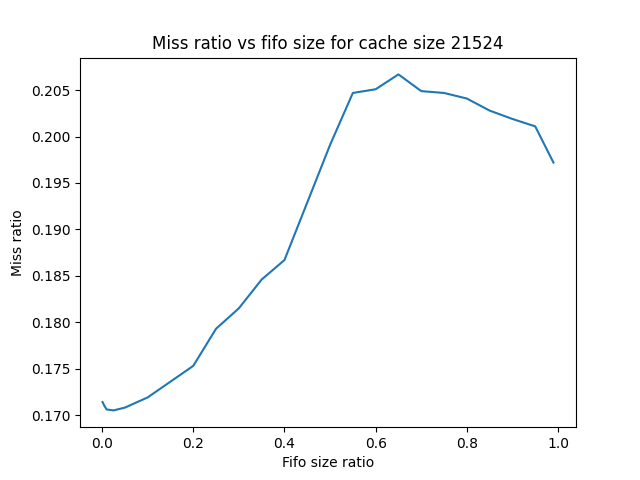 Miss ratio vs fifo size for cache size 21524
0.205
0.200
0.195
0.190
0.185
0.180
0.175
0.170
Miss ratio
0.0 0.2 0.4 0.6 0.8 1.0
Fifo size ratio